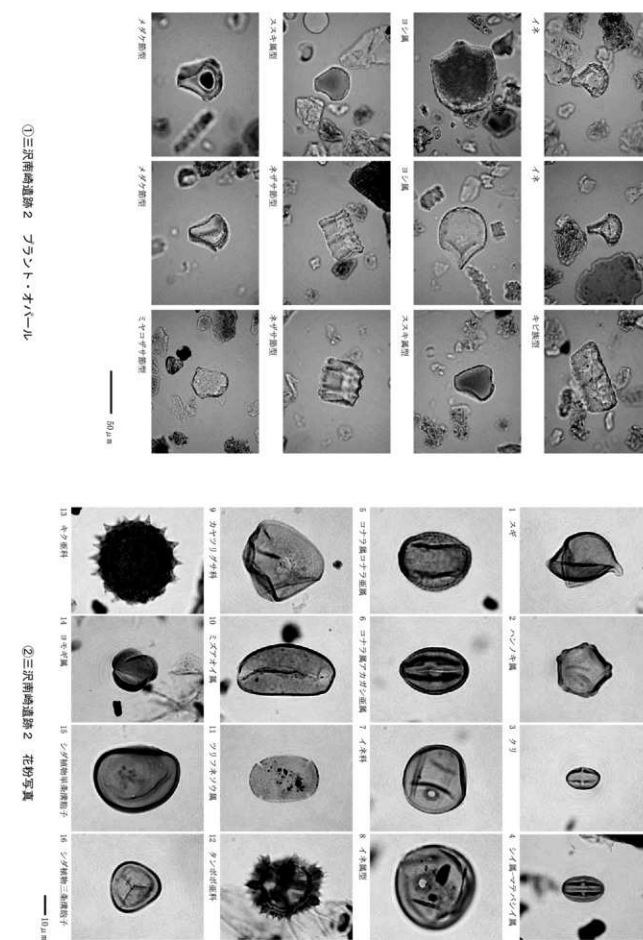 イネ
イネ
キビ族型
ヨシ属
ヨシ属
ススキ属型
ススキ属型
ネザサ節型
ネザサ節型
メダケ節型
メダケ節型
ミヤコザサ節型
50μm
①三沢南崎遺跡2 プラント・オパール
1 スギ
2 ハンノキ属
3 クリ
4 シイ属-マテバシイ属
5 コナラ属コナラ亜属
6 コナラ属アカガシ亜属
7 イネ科
8 イネ属型
9 カヤツリグサ科
10 ミズアオイ属
11 ツリフネソウ属
12 タンポポ亜科
13 キク亜科
14 ヨモギ属
15 シダ植物単条溝胞子
16 シダ植物三条溝胞子
10μm
②三沢南崎遺跡2 花粉写真